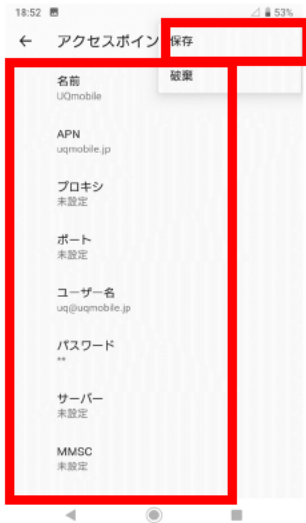 18:52 53%
← アクセスポイン
保存
破棄
名前
UQmobile
APN
uqmobile.jp
プロキシ
未設定
ポート
未設定
ユーザー名
uq@uqmobile.jp
パスワード
**
サーバー
未設定
MMSC
未設定